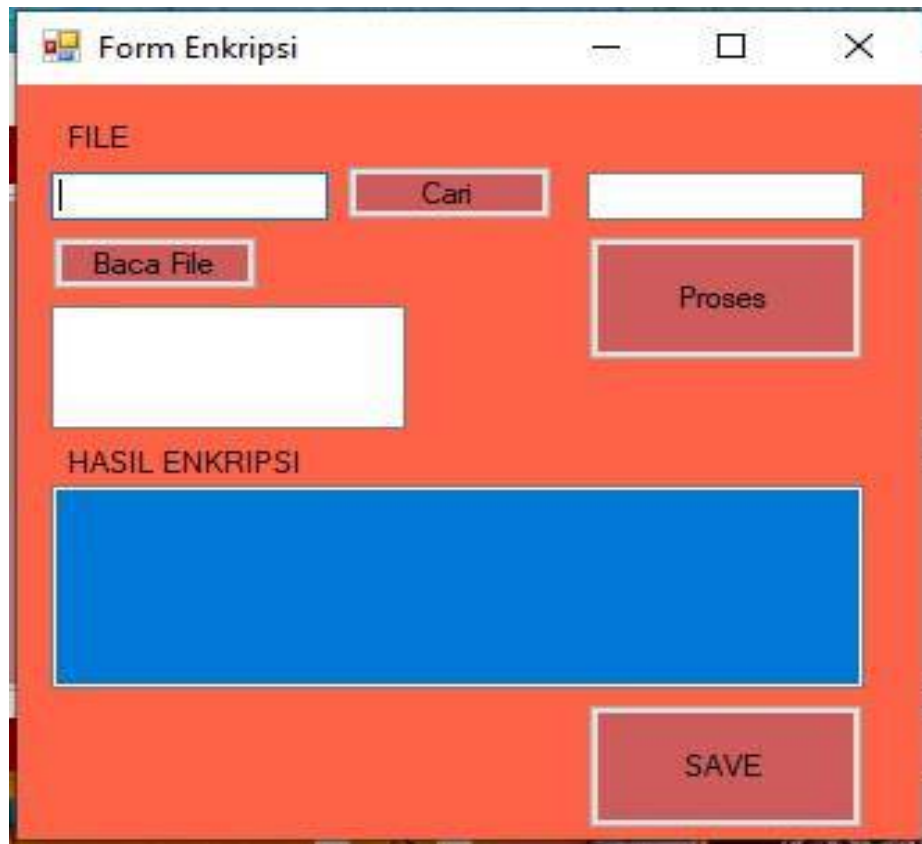 Form Enkripsi
FILE
Cari
Baca File
Proses
HASIL ENKRIPSI
SAVE